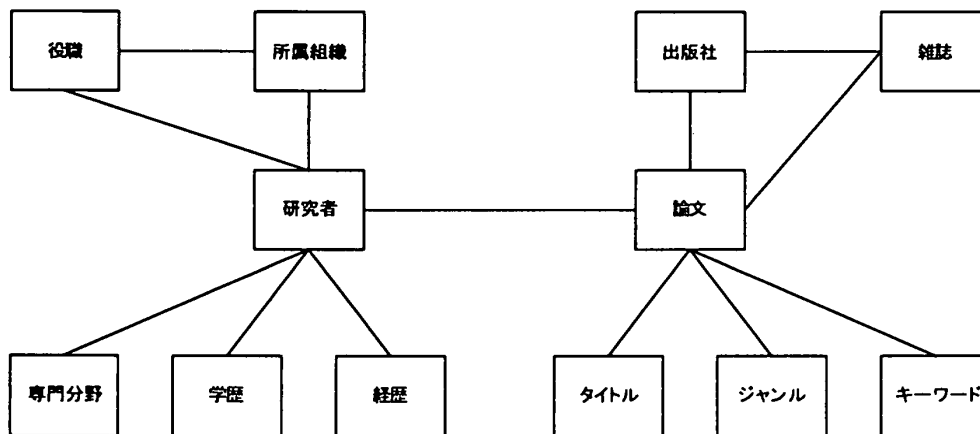 役職
所属組織
出版社
雑誌
研究者
論文
専門分野
学歴
経歴
タイトル
ジャンル
キーワード